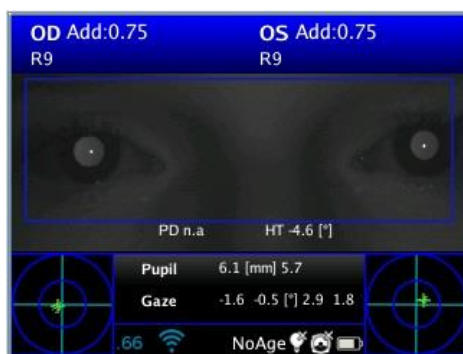 OD Add:0.75 OS Add:0.75
R9 R9
PD n.a HT -4.6 [°]
Pupil 6.1 [mm] 5.7
Gaze -1.6 -0.5 [°] 2.9 1.8
.66 NoAge